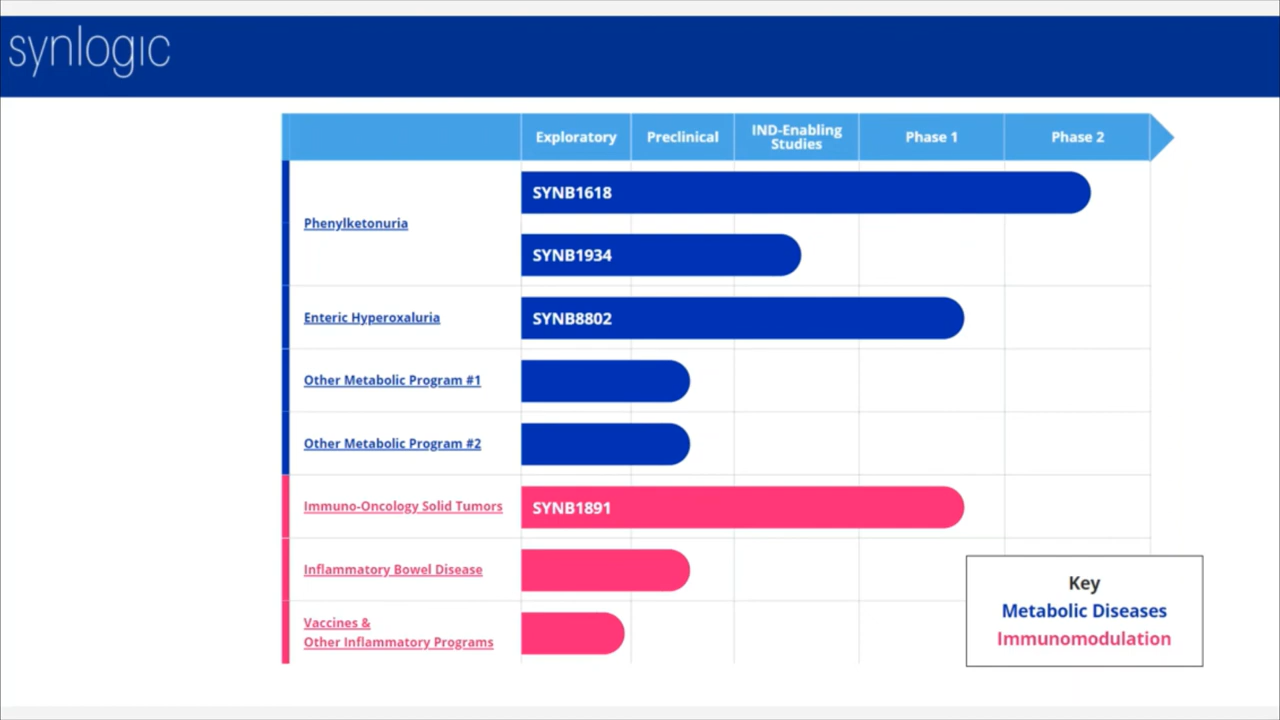 synlogic
Exploratory
Preclinical
IND-Enabling
Studies
Phase 1
Phase 2
Phenylketonuria
SYNB1618
SYNB1934
Enteric Hyperoxaluria
SYNB8802
Other Metabolic Program #1
Other Metabolic Program #2
Immuno-Oncology Solid Tumors
SYNB1891
Inflammatory Bowel Disease
Vaccines &
Other Inflammatory Programs
Key
Metabolic Diseases
Immunomodulation